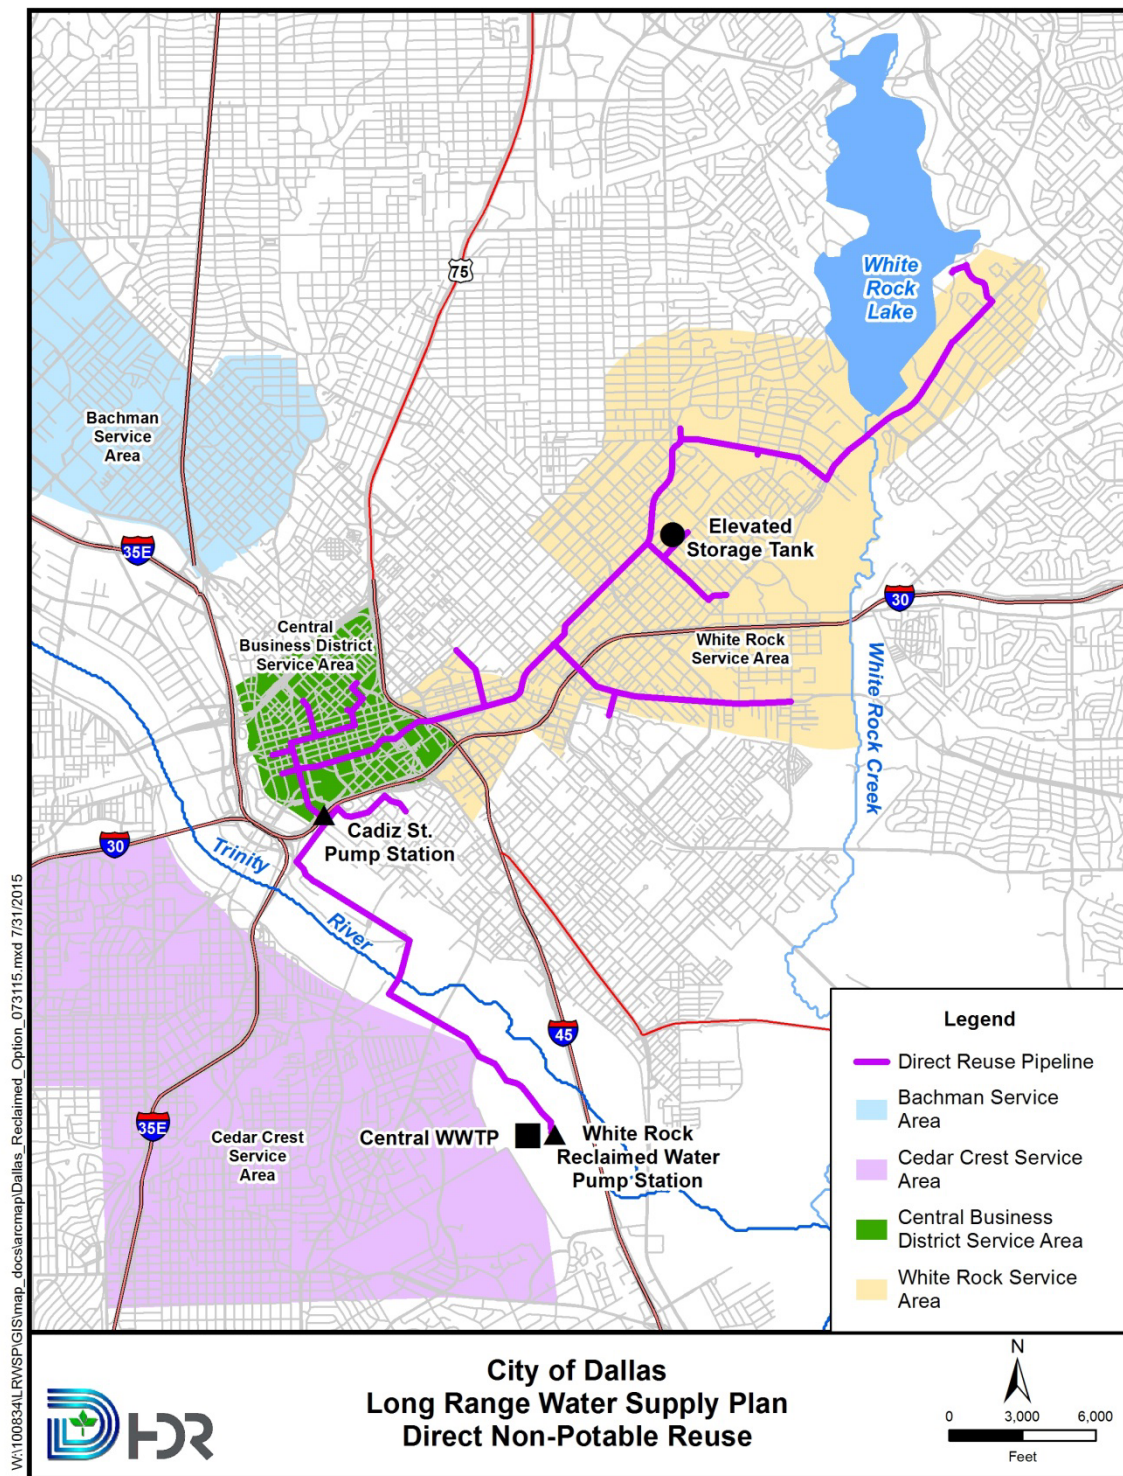 75
White
Rock
Lake
Bachman
Service
Area
35E
Elevated
Storage Tank
30
Central
Business District
Service Area
White Rock
Service Area
White Rock Creek
Cadiz St.
Pump Station
30
Trinity
River
45
35E
Cedar Crest
Service
Area
Central WWTP
White Rock
Reclaimed Water
Pump Station
Legend
Direct Reuse Pipeline
Bachman Service
Area
Cedar Crest Service
Area
Central Business
District Service Area
White Rock Service
Area
W:\100834\LRWSP\GIS\map_docs\arcmap\Dallas_Reclaimed_Option_073115.mxd 7/31/2015
HDR
City of Dallas
Long Range Water Supply Plan
Direct Non-Potable Reuse
N
0 3,000 6,000
Feet